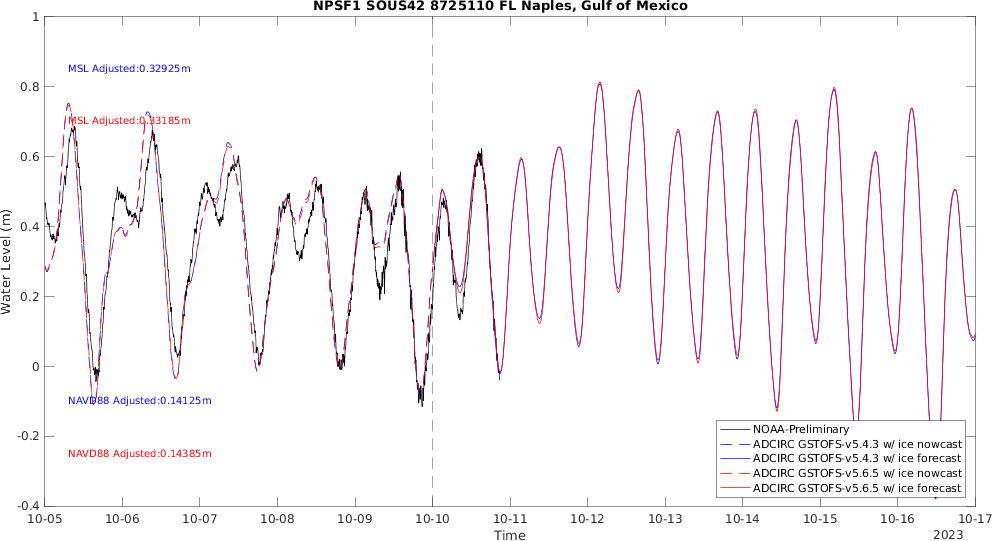 NPSF1 SOUS42 8725110 FL Naples, Gulf of Mexico
1
0.8
0.6
0.4
0.2
0
-0.2
-0.4
Water Level (m)
MSL Adjusted:0.32925m
MSL Adjusted:0.33185m
NAVD88 Adjusted:0.14125m
NAVD88 Adjusted:0.14385m
NOAA-Preliminary
ADCIRC GSTOFS-v5.4.3 w/ ice nowcast
ADCIRC GSTOFS-v5.4.3 w/ ice forecast
ADCIRC GSTOFS-v5.6.5 w/ ice nowcast
ADCIRC GSTOFS-v5.6.5 w/ ice forecast
10-05 10-06 10-07 10-08 10-09 10-10 10-11 10-12 10-13 10-14 10-15 10-16 10-17
Time
2023